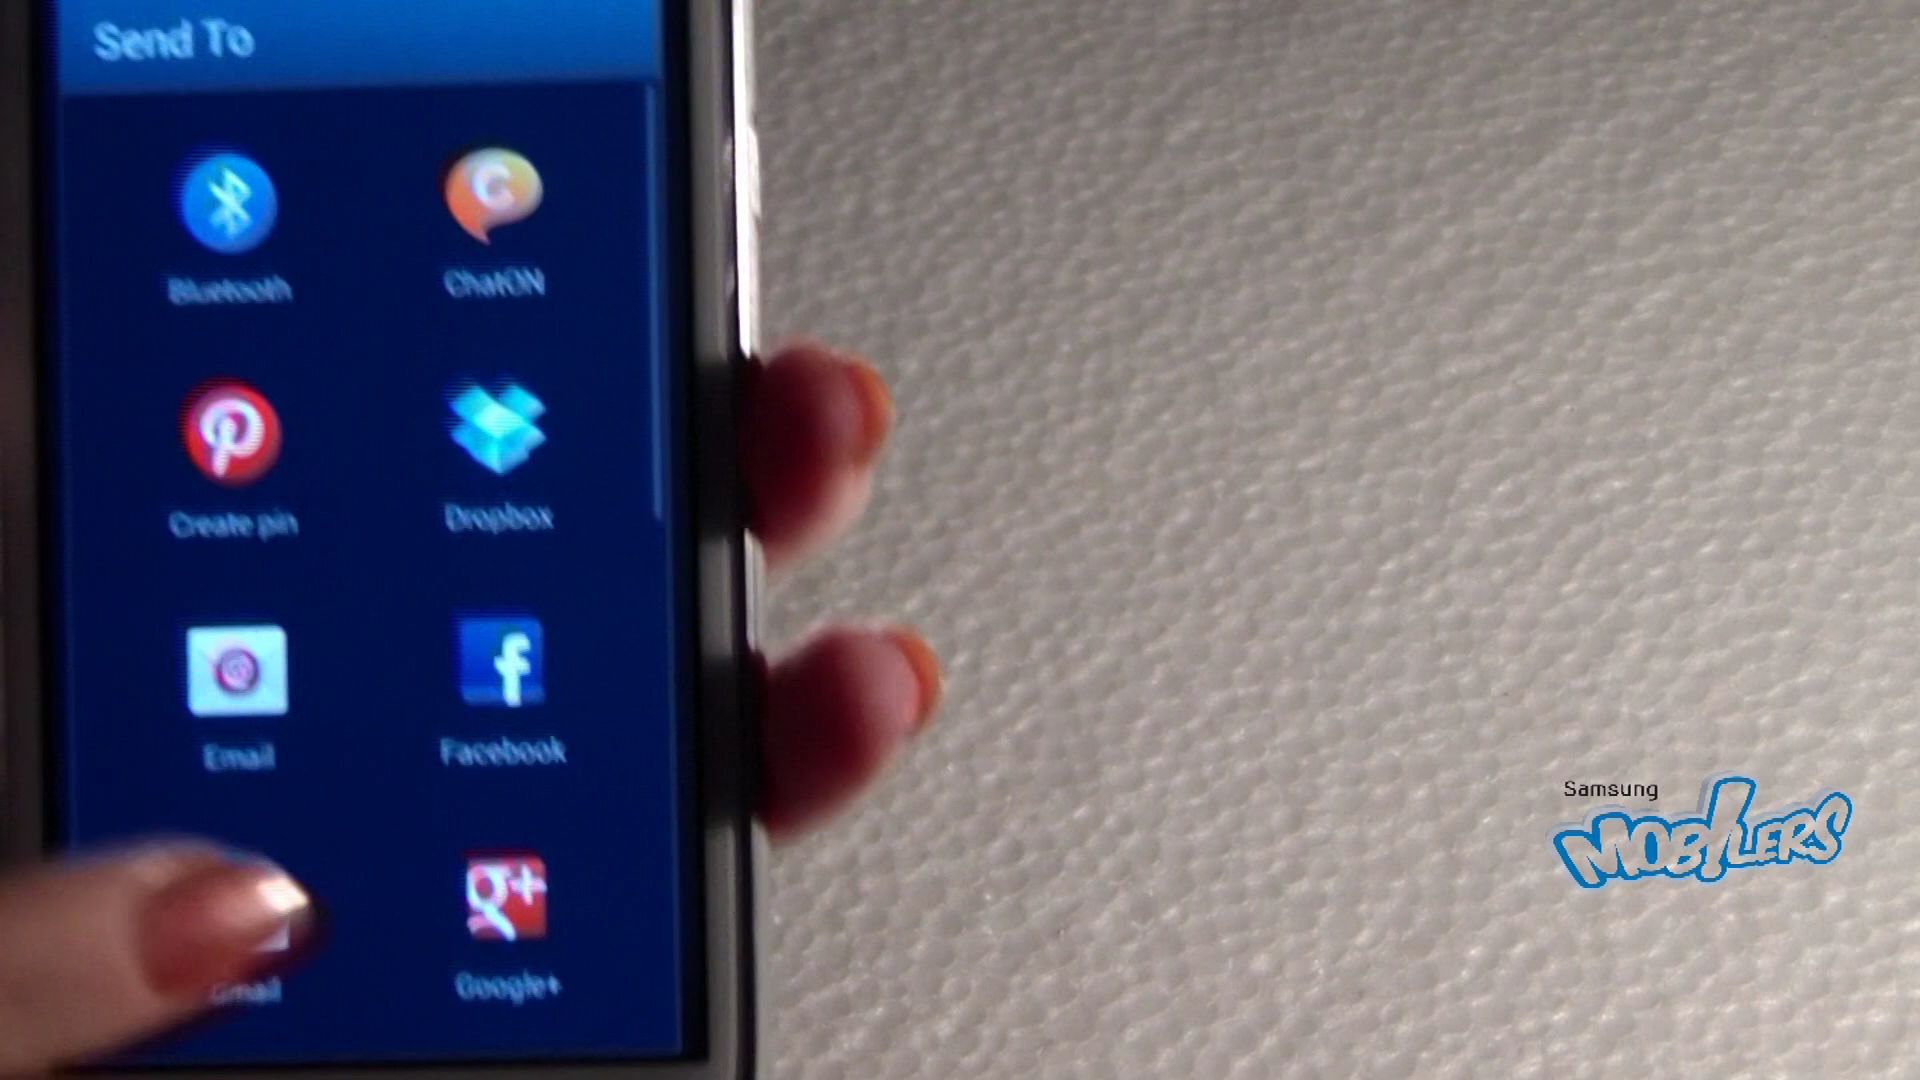 Send To
Bluetooth
ChatON
Create pin
Dropbox
Email
Facebook
Gmail
Google+
Samsung
MOBILERS